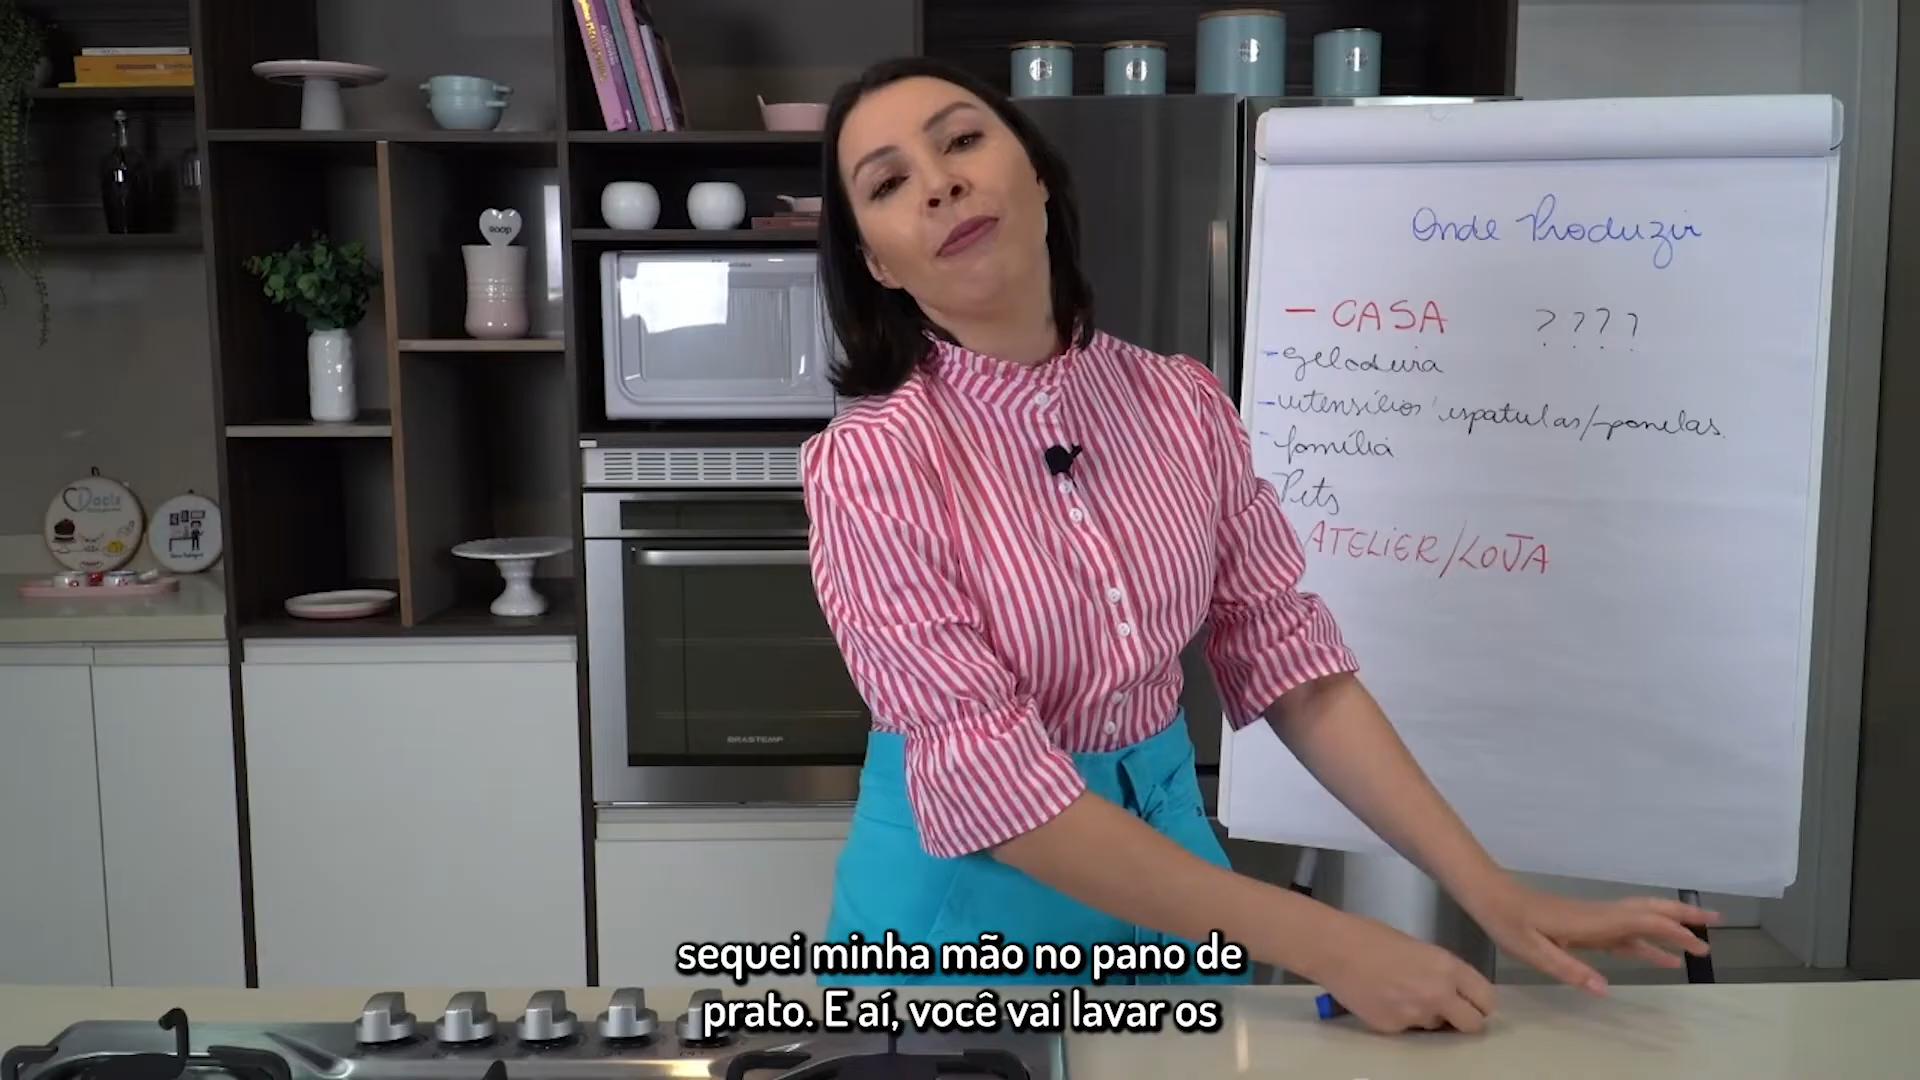 Onde Produzir
- CASA ????
- geladeira
- utensílios espatulas/panelas.
- família
Pets
ATELIER/LOJA
BRASTEMP
sequei minha mão no pano de
prato. E aí, você vai lavar os